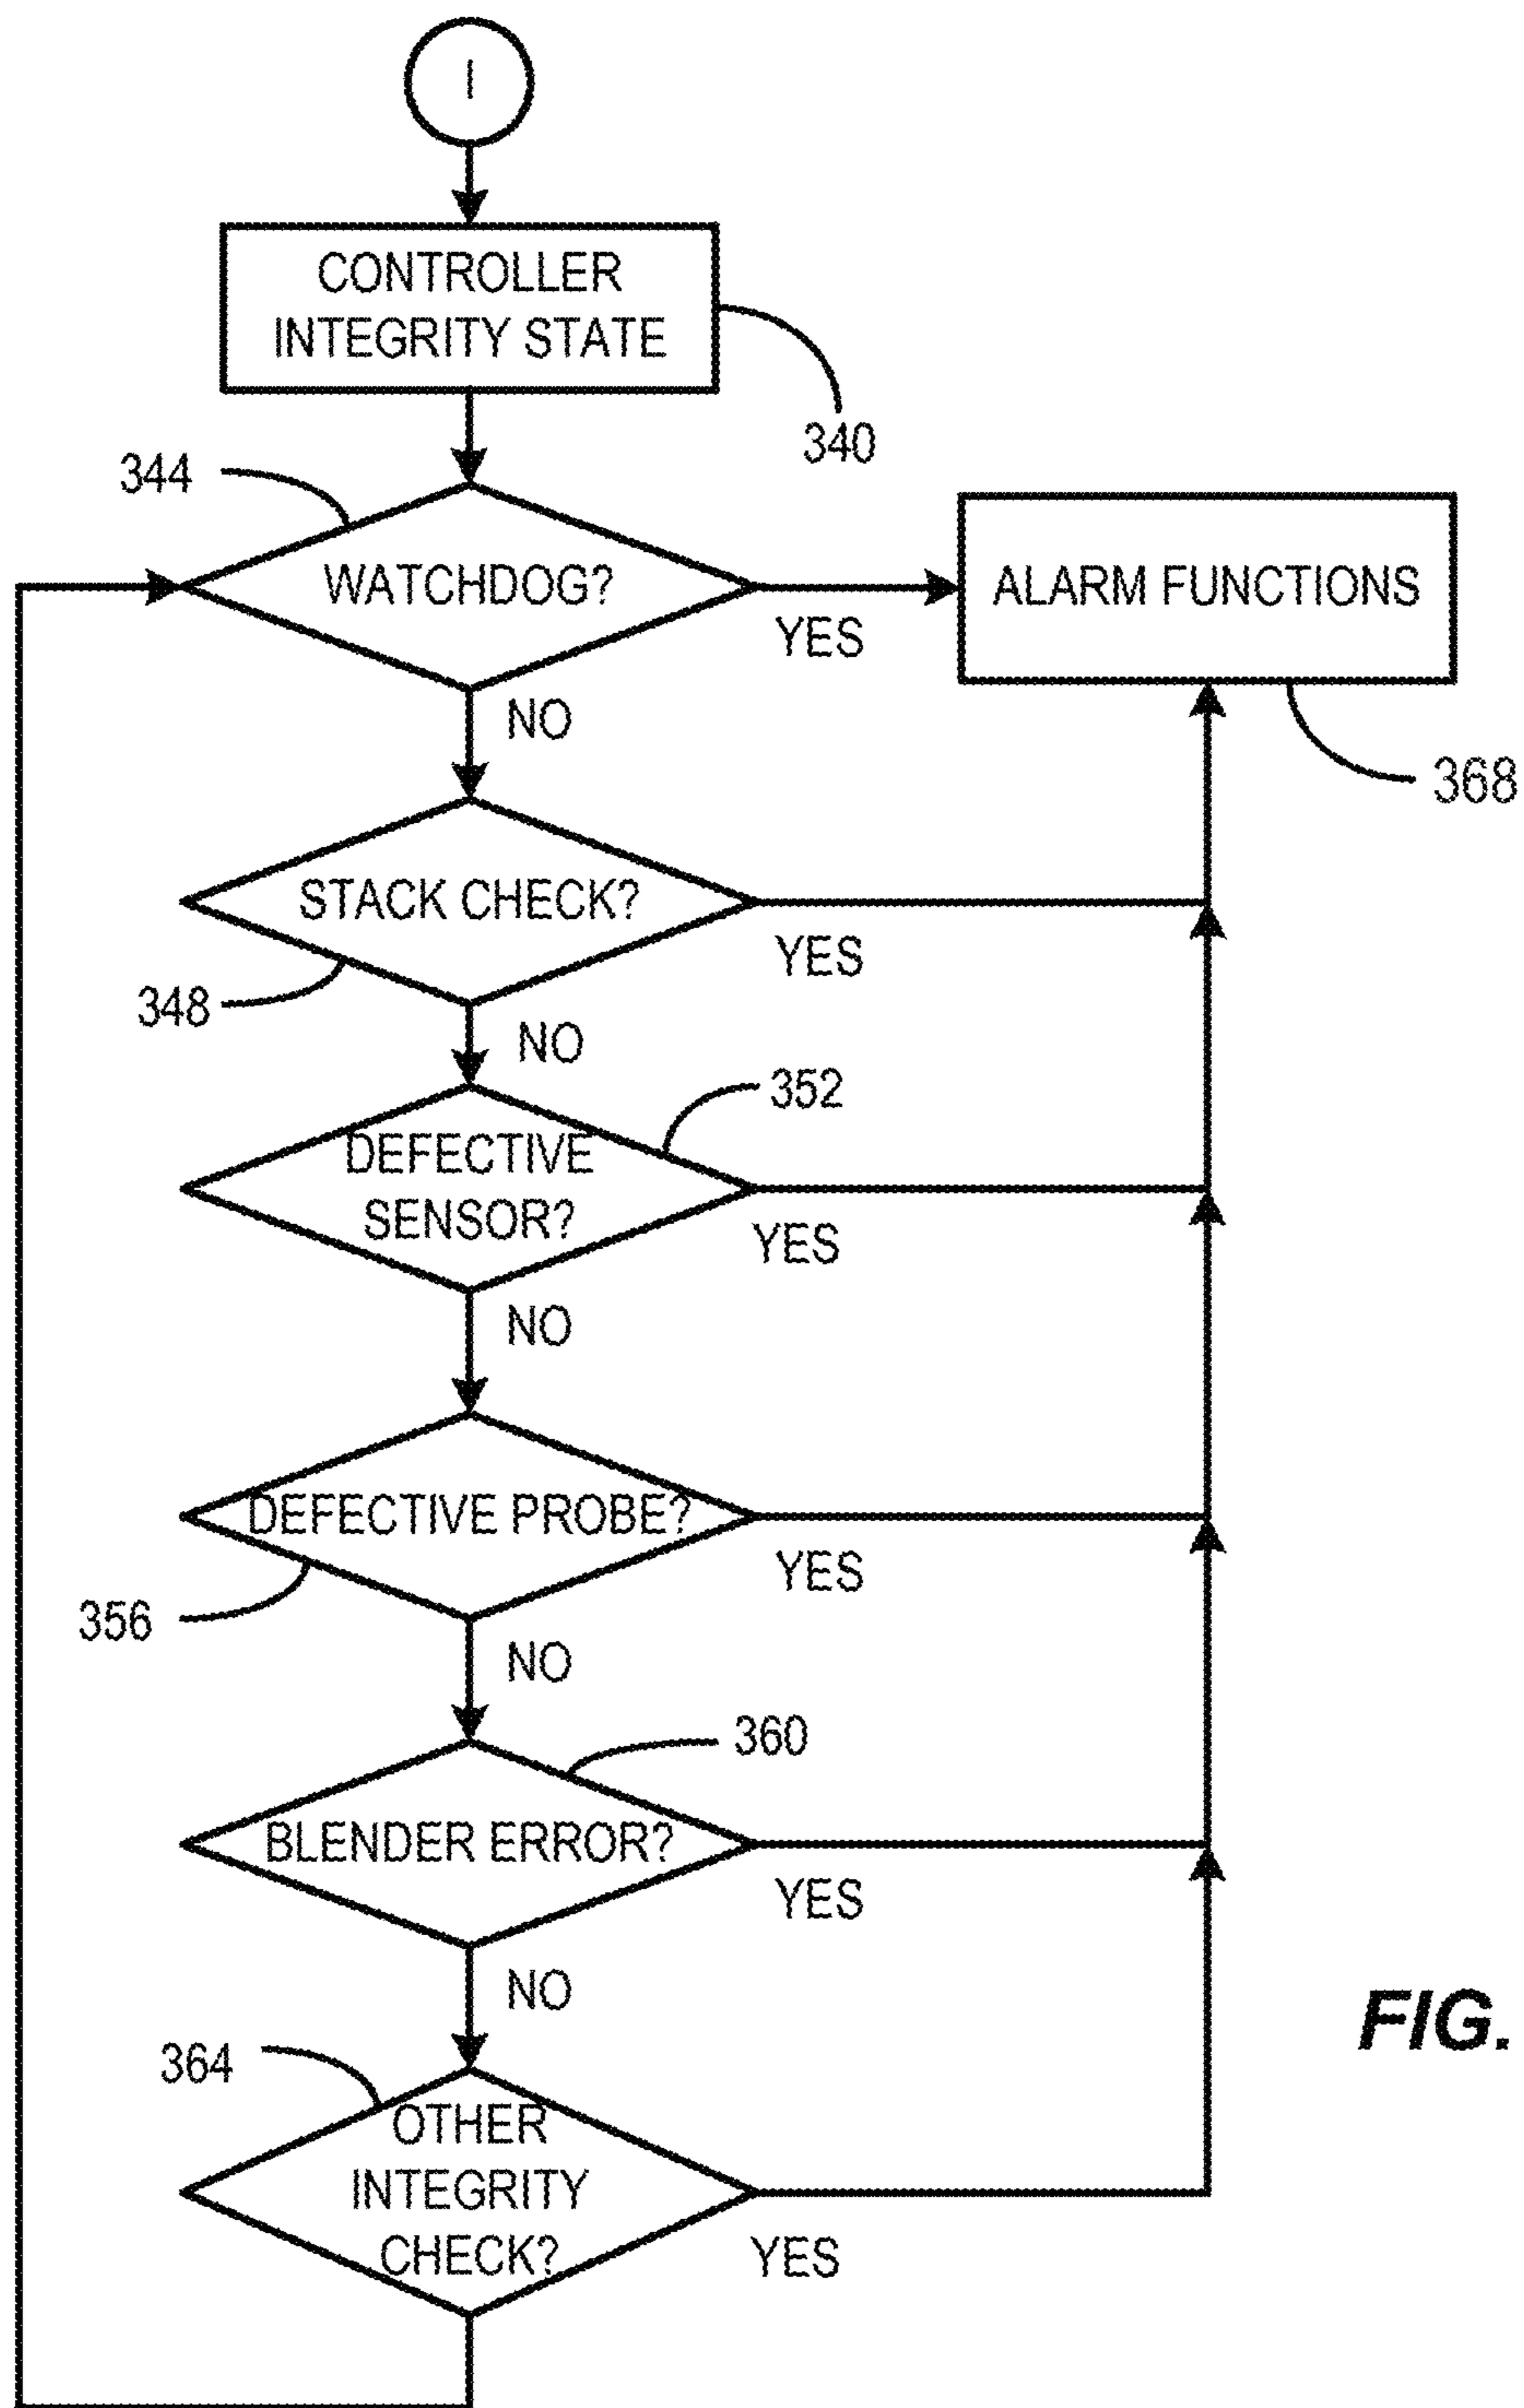 I
CONTROLLER
INTEGRITY STATE
340
344
WATCHDOG?
YES
ALARM FUNCTIONS
NO
368
STACK CHECK?
YES
348
NO
352
DEFECTIVE
SENSOR?
YES
NO
DEFECTIVE PROBE?
YES
356
NO
360
BLENDER ERROR?
YES
NO
FIG.
364
OTHER
INTEGRITY
CHECK?
YES